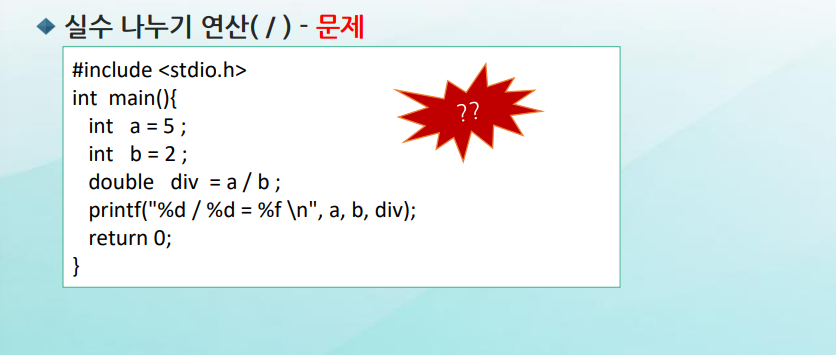 실수 나누기 연산( / ) - 문제
#include <stdio.h>
int main(){
int a = 5 ;
int b = 2 ;
double div = a / b ;
printf("%d / %d = %f \n", a, b, div);
return 0;
}
??